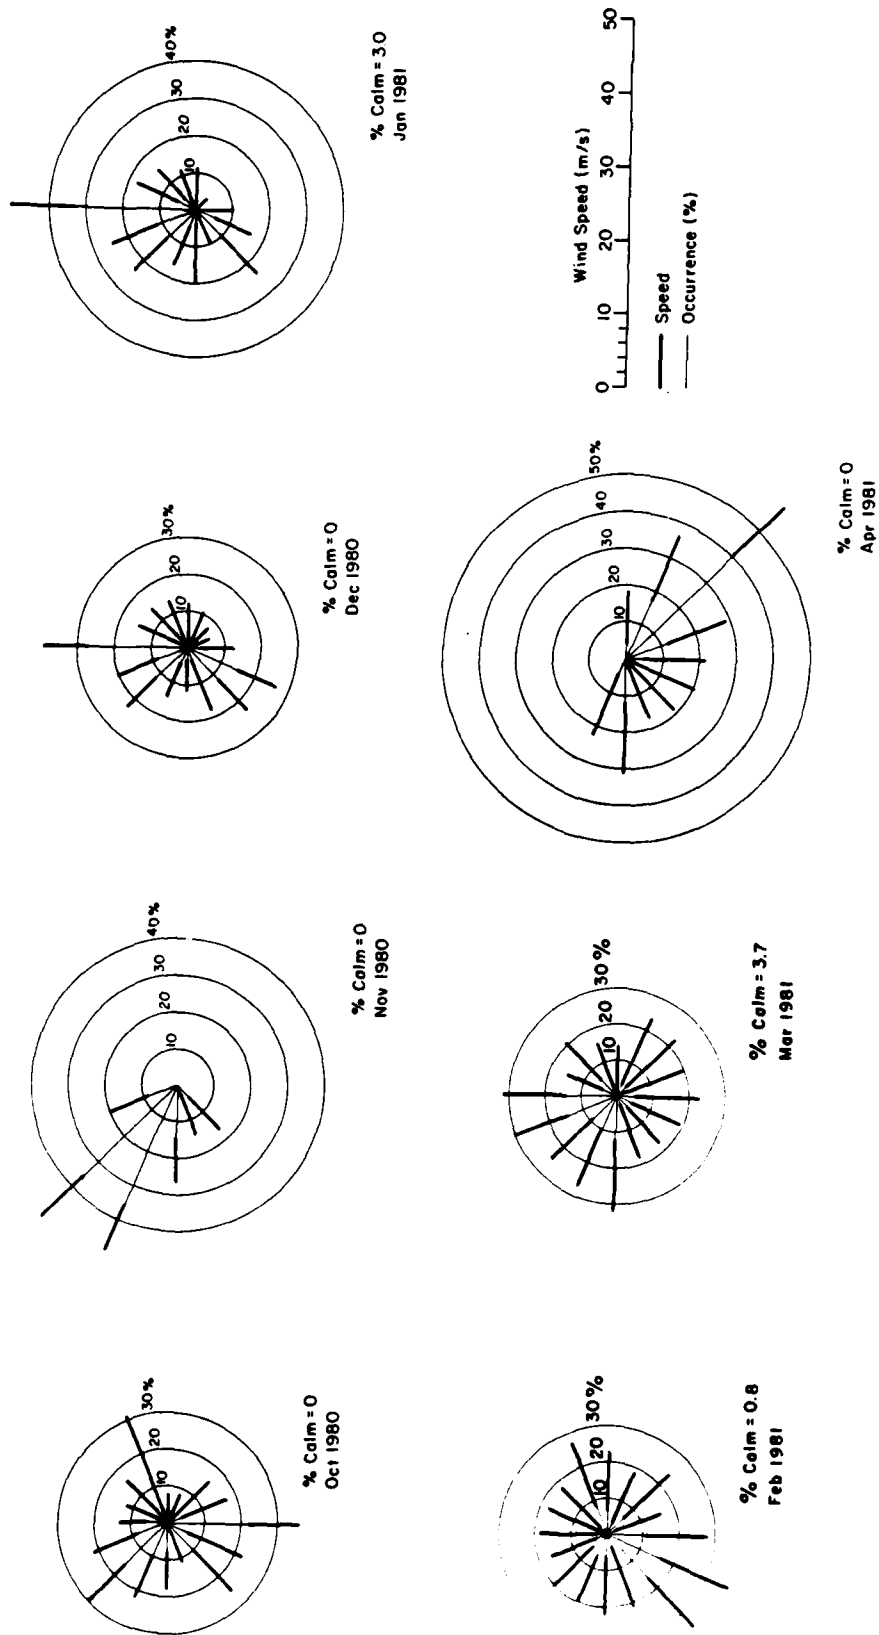 30%
20
10
% Calm = 0
Oct 1980
40%
30
20
10
% Calm = 0
Nov 1980
30%
20
10
% Calm = 0
Dec 1980
40%
30
20
10
% Calm = 3.0
Jan 1981
30%
20
10
% Calm = 0.8
Feb 1981
30%
20
10
% Calm = 3.7
Mar 1981
50%
40
30
20
10
% Calm = 0
Apr 1981
Wind Speed (m/s)
0 10 20 30 40 50
Speed
Occurrence (%)